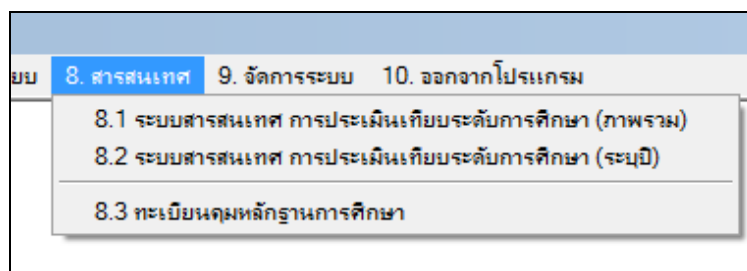 ยบ 8. สารสนเทศ 9. จัดการระบบ 10. ออกจากโปรแกรม
8.1 ระบบสารสนเทศ การประเมินเทียบระดับการศึกษา (ภาพรวม)
8.2 ระบบสารสนเทศ การประเมินเทียบระดับการศึกษา (ระบุปี)
8.3 ทะเบียนคุมหลักฐานการศึกษา